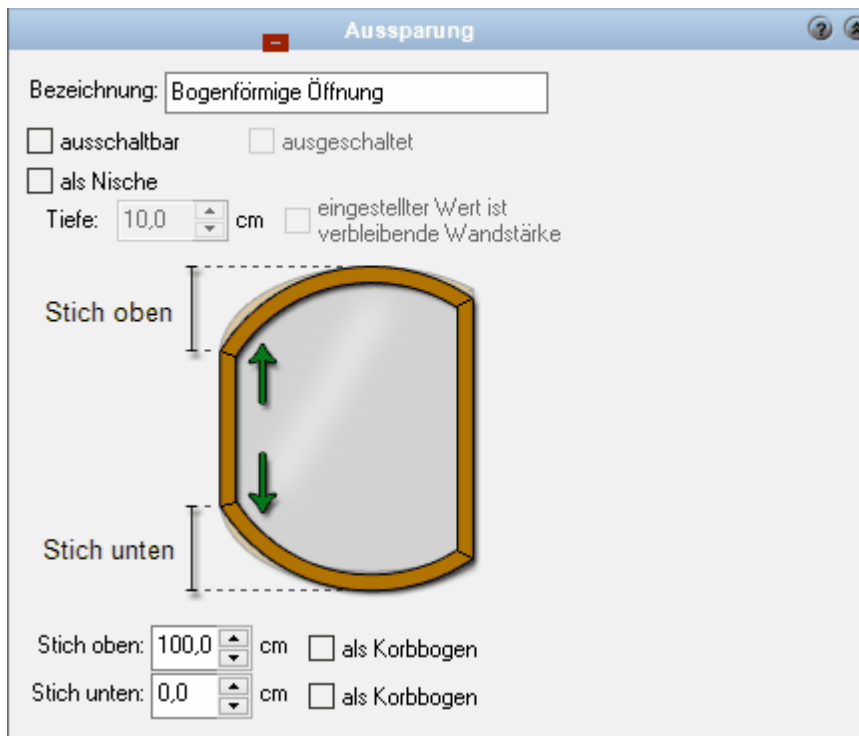 Aussparung
Bezeichnung: Bogenförmige Öffnung
ausschaltbar ausgeschaltet
als Nische
Tiefe: 10,0 cm eingestellter Wert ist
verbleibende Wandstärke
Stich oben
Stich unten
Stich oben: 100,0 cm als Korbbogen
Stich unten: 0,0 cm als Korbbogen